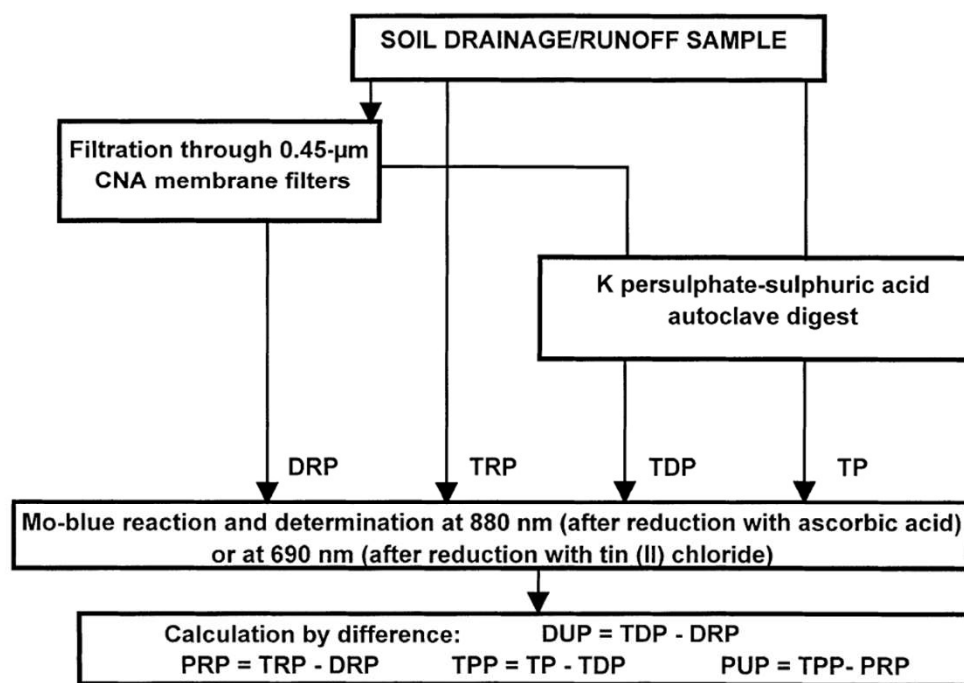 SOIL DRAINAGE/RUNOFF SAMPLE
Filtration through 0.45-µm
CNA membrane filters
K persulphate-sulphuric acid
autoclave digest
DRP
TRP
TDP
TP
Mo-blue reaction and determination at 880 nm (after reduction with ascorbic acid)
or at 690 nm (after reduction with tin (II) chloride)
Calculation by difference: DUP = TDP - DRP
PRP = TRP - DRP TPP = TP - TDP PUP = TPP- PRP